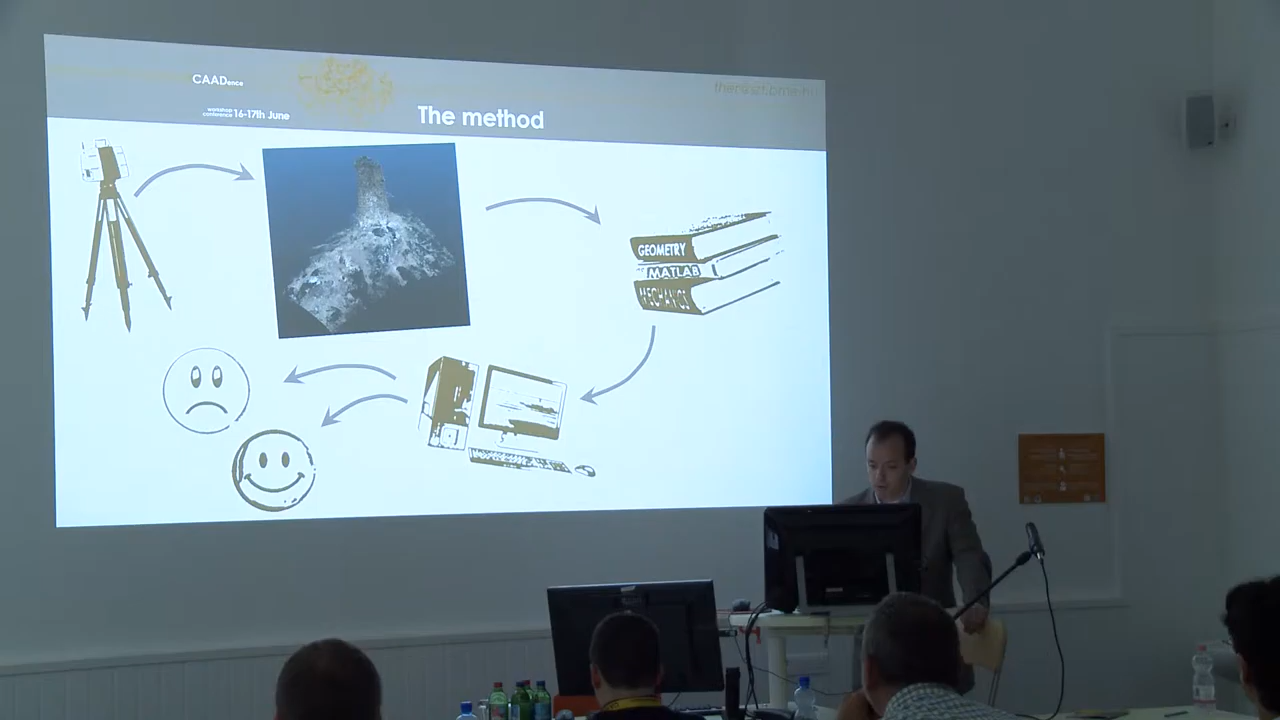 CAADence
workshop
conference 16-17th June
The method
GEOMETRY
MATLAB
MECHANICS